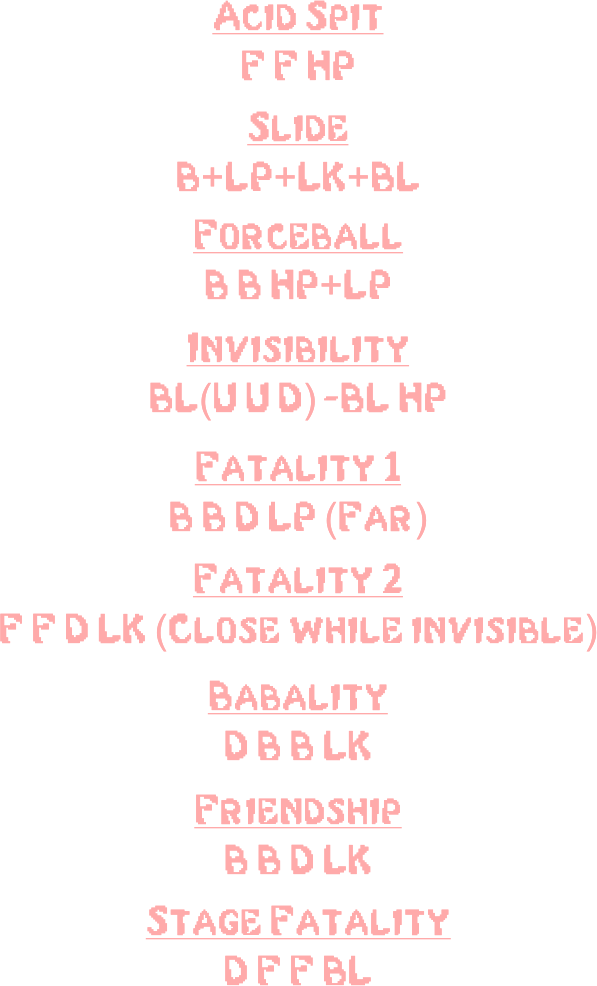 Acid Spit
F F HP
Slide
B+LP+LK+BL
Forceball
B B HP+LP
Invisibility
BL(U U D) -BL HP
Fatality 1
B B D LP (Far)
Fatality 2
F F D LK (Close while invisible)
Babality
D B B LK
Friendship
B B D LK
Stage Fatality
D F F BL